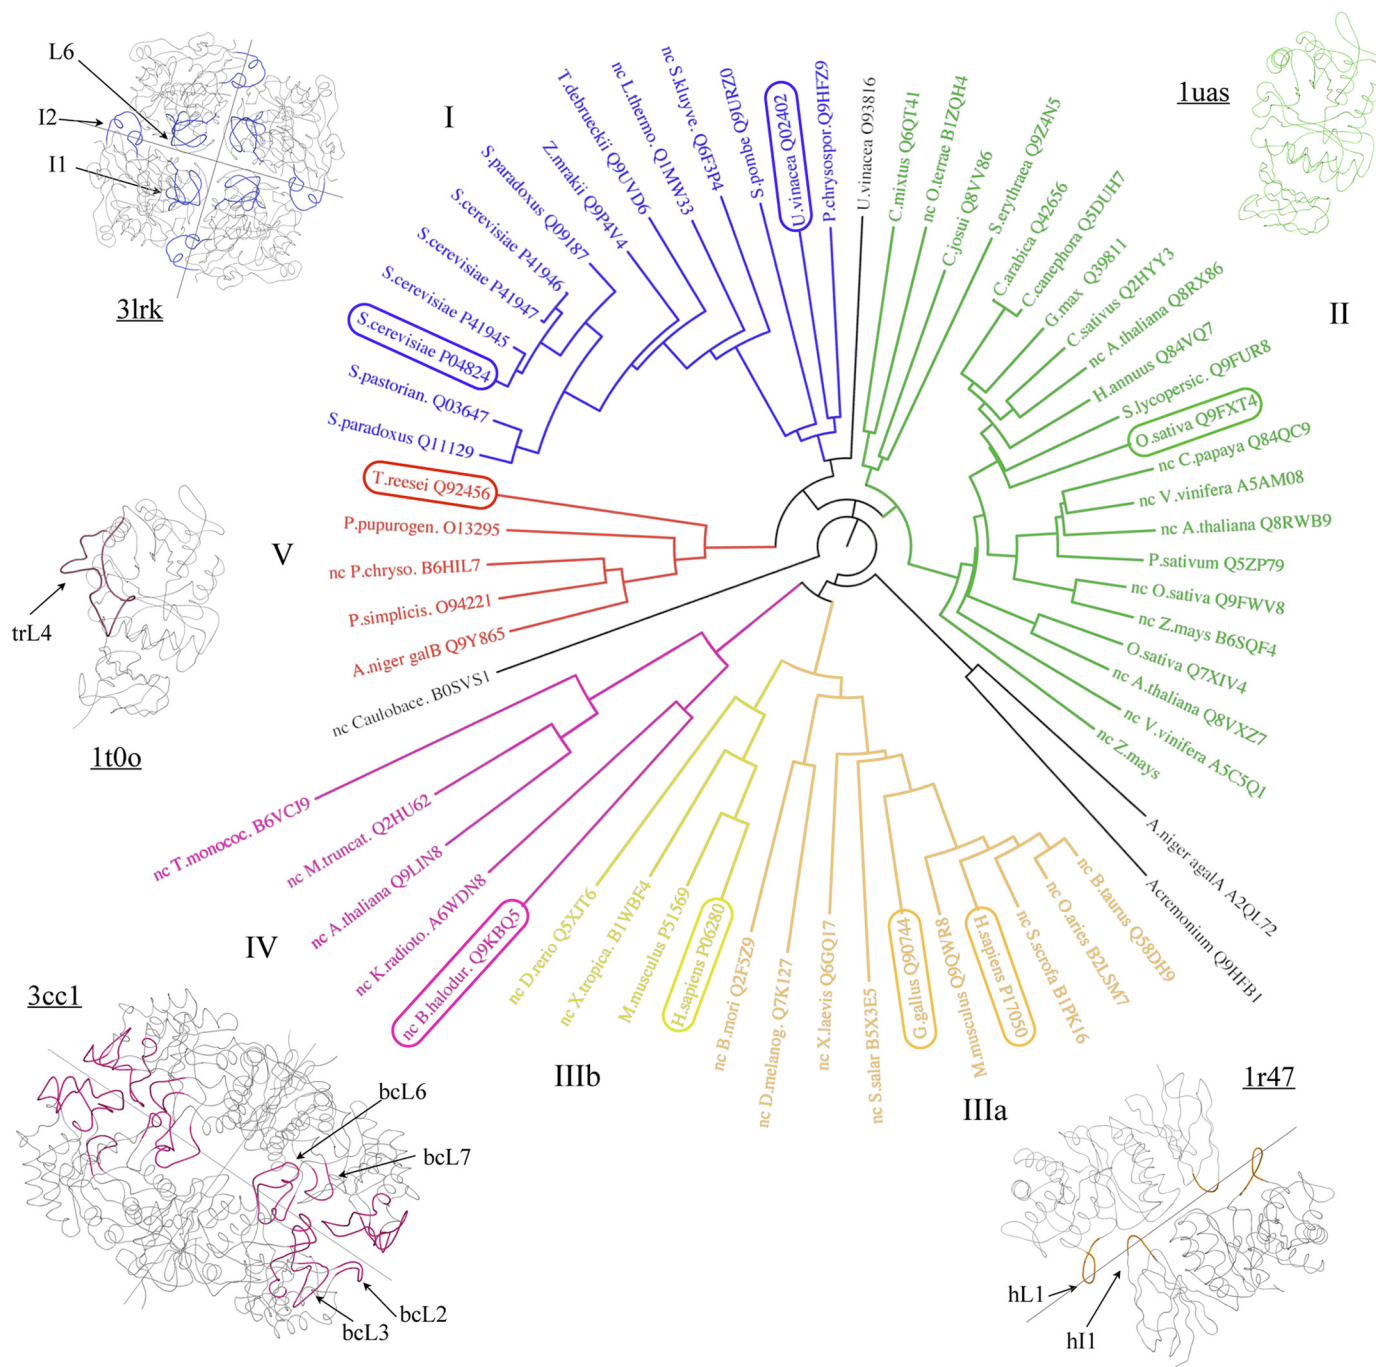 L6
I2
I1
3lrk
I
1uas
II
S.paradoxus Q11129
S.pastorian. Q03647
S.cerevisiae P04824
S.cerevisiae P41945
S.cerevisiae P41947
S.cerevisiae P41946
S.paradoxus Q09187
Z.mrakii Q9P4V4
T.debrueckii Q9UVD6
nc L.thermo. Q1MW33
nc S.kluyve. Q6F3P4
S.pombe Q9URZ0
U.vinacea Q02402
P.chrysospor.Q9HFZ9
U.vinacea O93816
C.mixtus Q6QT41
nc O.terrae B1ZQH4
C.josui Q8VV86
S.erythraea Q9Z4N5
C.arabica Q42656
C.canephora Q5DUH7
G.max Q39811
C.sativus Q2HYY3
nc A.thaliana Q8RX86
H.annuus Q84VQ7
S.lycopersic. Q9FUR8
O.sativa Q9FXT4
nc C.papaya Q84QC9
nc V.vinifera A5AM08
nc A.thaliana Q8RWB9
P.sativum Q5ZP79
nc O.sativa Q9FWV8
nc Z.mays B6SQF4
O.sativa Q7XIV4
nc A.thaliana Q8VXZ7
nc V.vinifera A5C5Q1
nc Z.mays
A.niger agalA A2QL72
Acremonium Q9HFB1
nc B.taurus Q58DH9
nc O.aries B2LSM7
nc S.scrofa B1PK16
H.sapiens P17050
M.musculus Q9QWR8
G.gallus Q90744
nc S.salar B5X3E5
nc X.laevis Q6GQ17
nc D.melanog. Q7K127
nc B.mori Q2F5Z9
H.sapiens P06280
M.musculus P51569
nc X.tropica. B1WBF4
nc D.rerio Q5XJT6
nc B.halodur. Q9KBQ5
nc K.radioto. A6WDN8
nc A.thaliana Q9LIN8
nc M.truncat. Q2HU62
nc T.monococ. B6VCJ9
nc Caulobace. B0SVS1
A.niger galB Q9Y865
P.simplicis. O94221
nc P.chryso. B6HIL7
P.pupurogen. O13295
T.reesei Q92456
V
trL4
1t0o
IV
3cc1
bcL6
bcL7
bcL2
bcL3
IIIb
IIIa
1r47
hL1
hI1